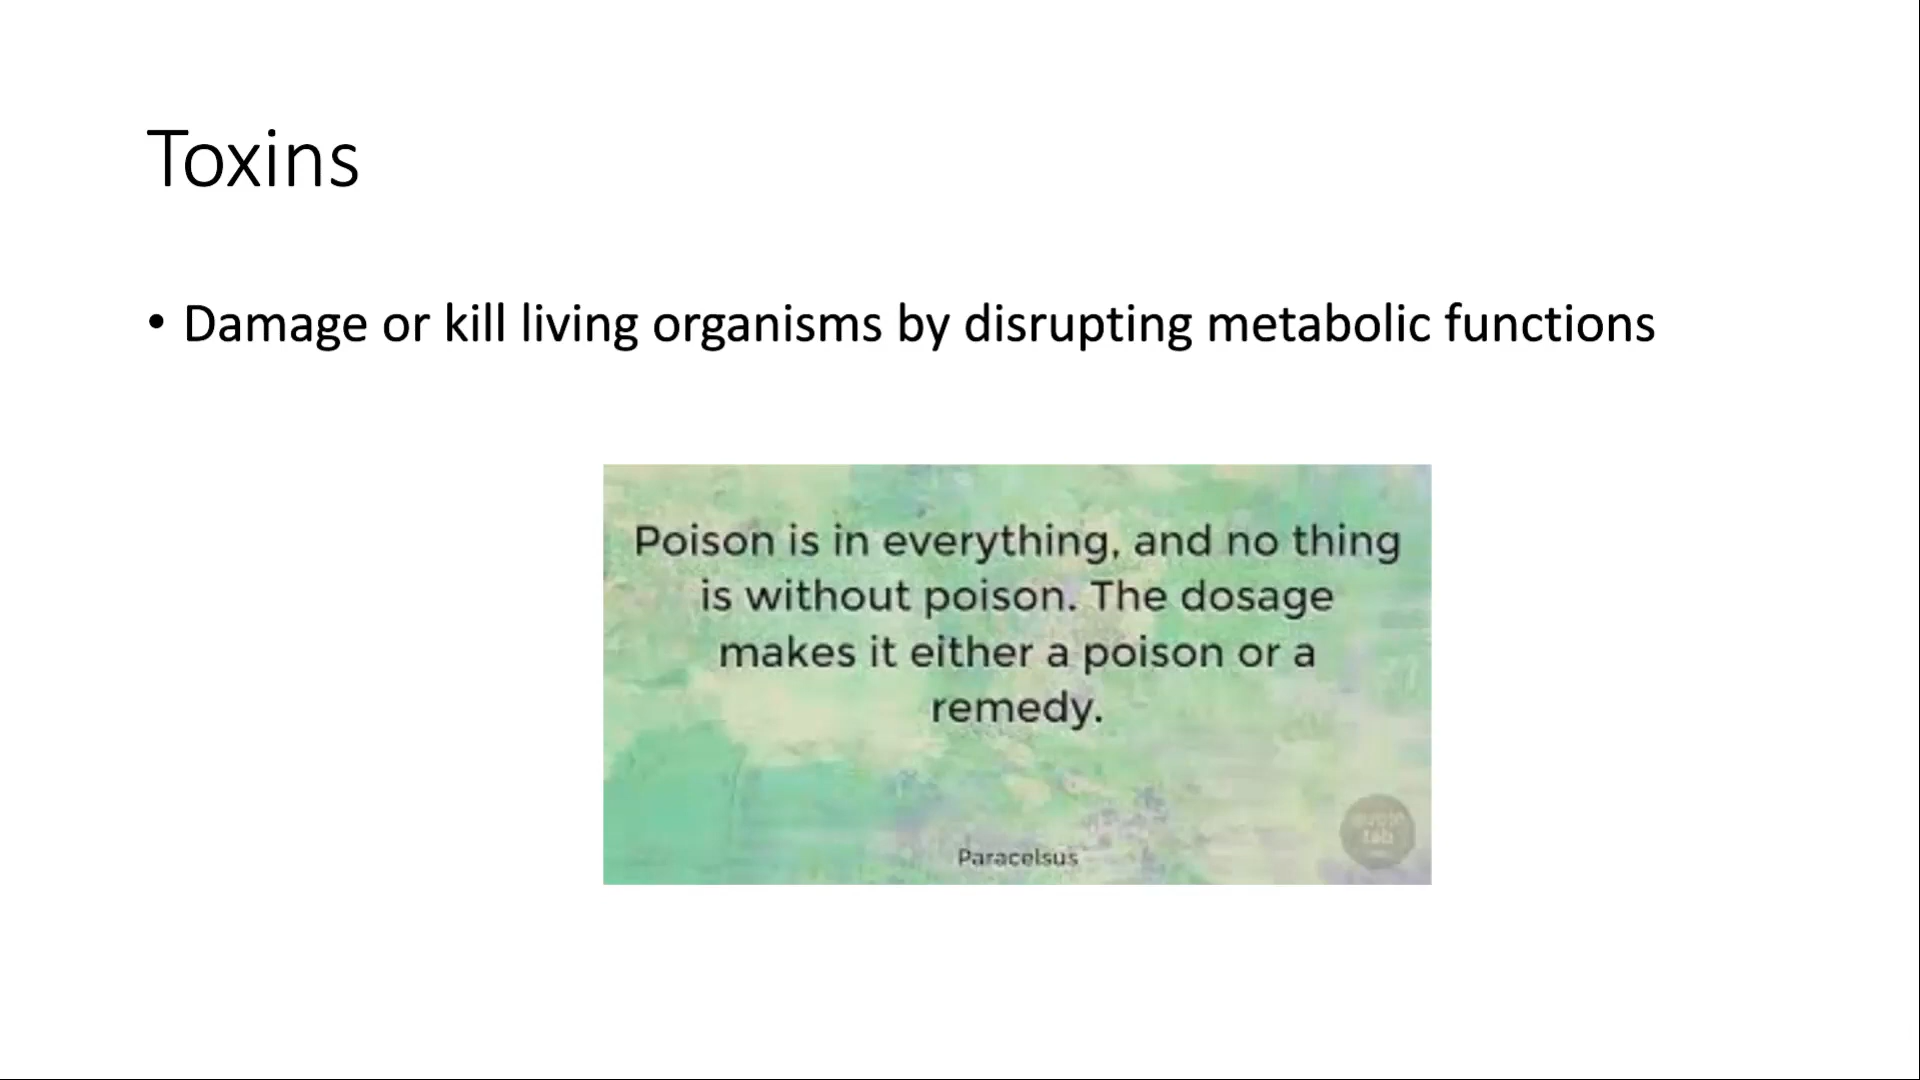 Toxins
• Damage or kill living organisms by disrupting metabolic functions
Poison is in everything, and no thing
is without poison. The dosage
makes it either a poison or a
remedy.
Paracelsus
tab